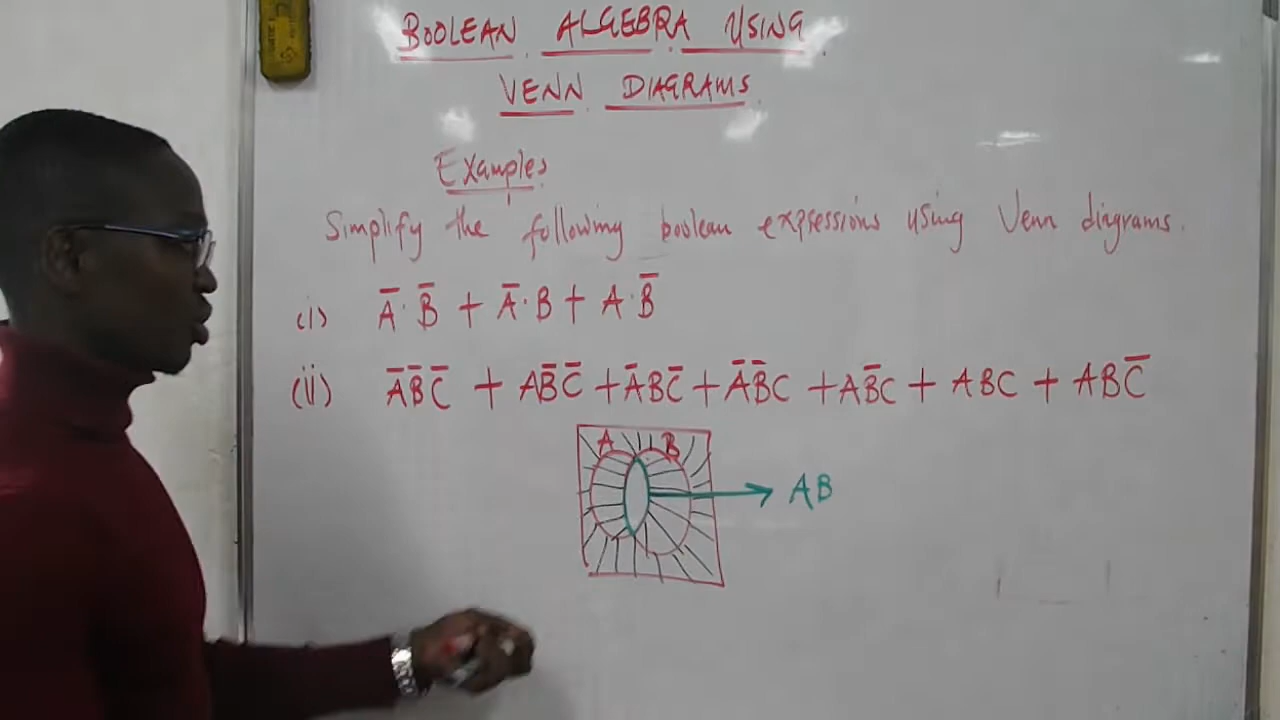 BOOLEAN ALGEBRA USING
VENN DIAGRAMS
Examples
Simplify the following boolean expressions using Venn diagrams.
(i) A̅·B̅ + A̅·B + A·B̅
(ii) A̅B̅C̅ + AB̅C̅ + A̅BC̅ + A̅B̅C + AB̅C + ABC + ABC̅
A B
AB